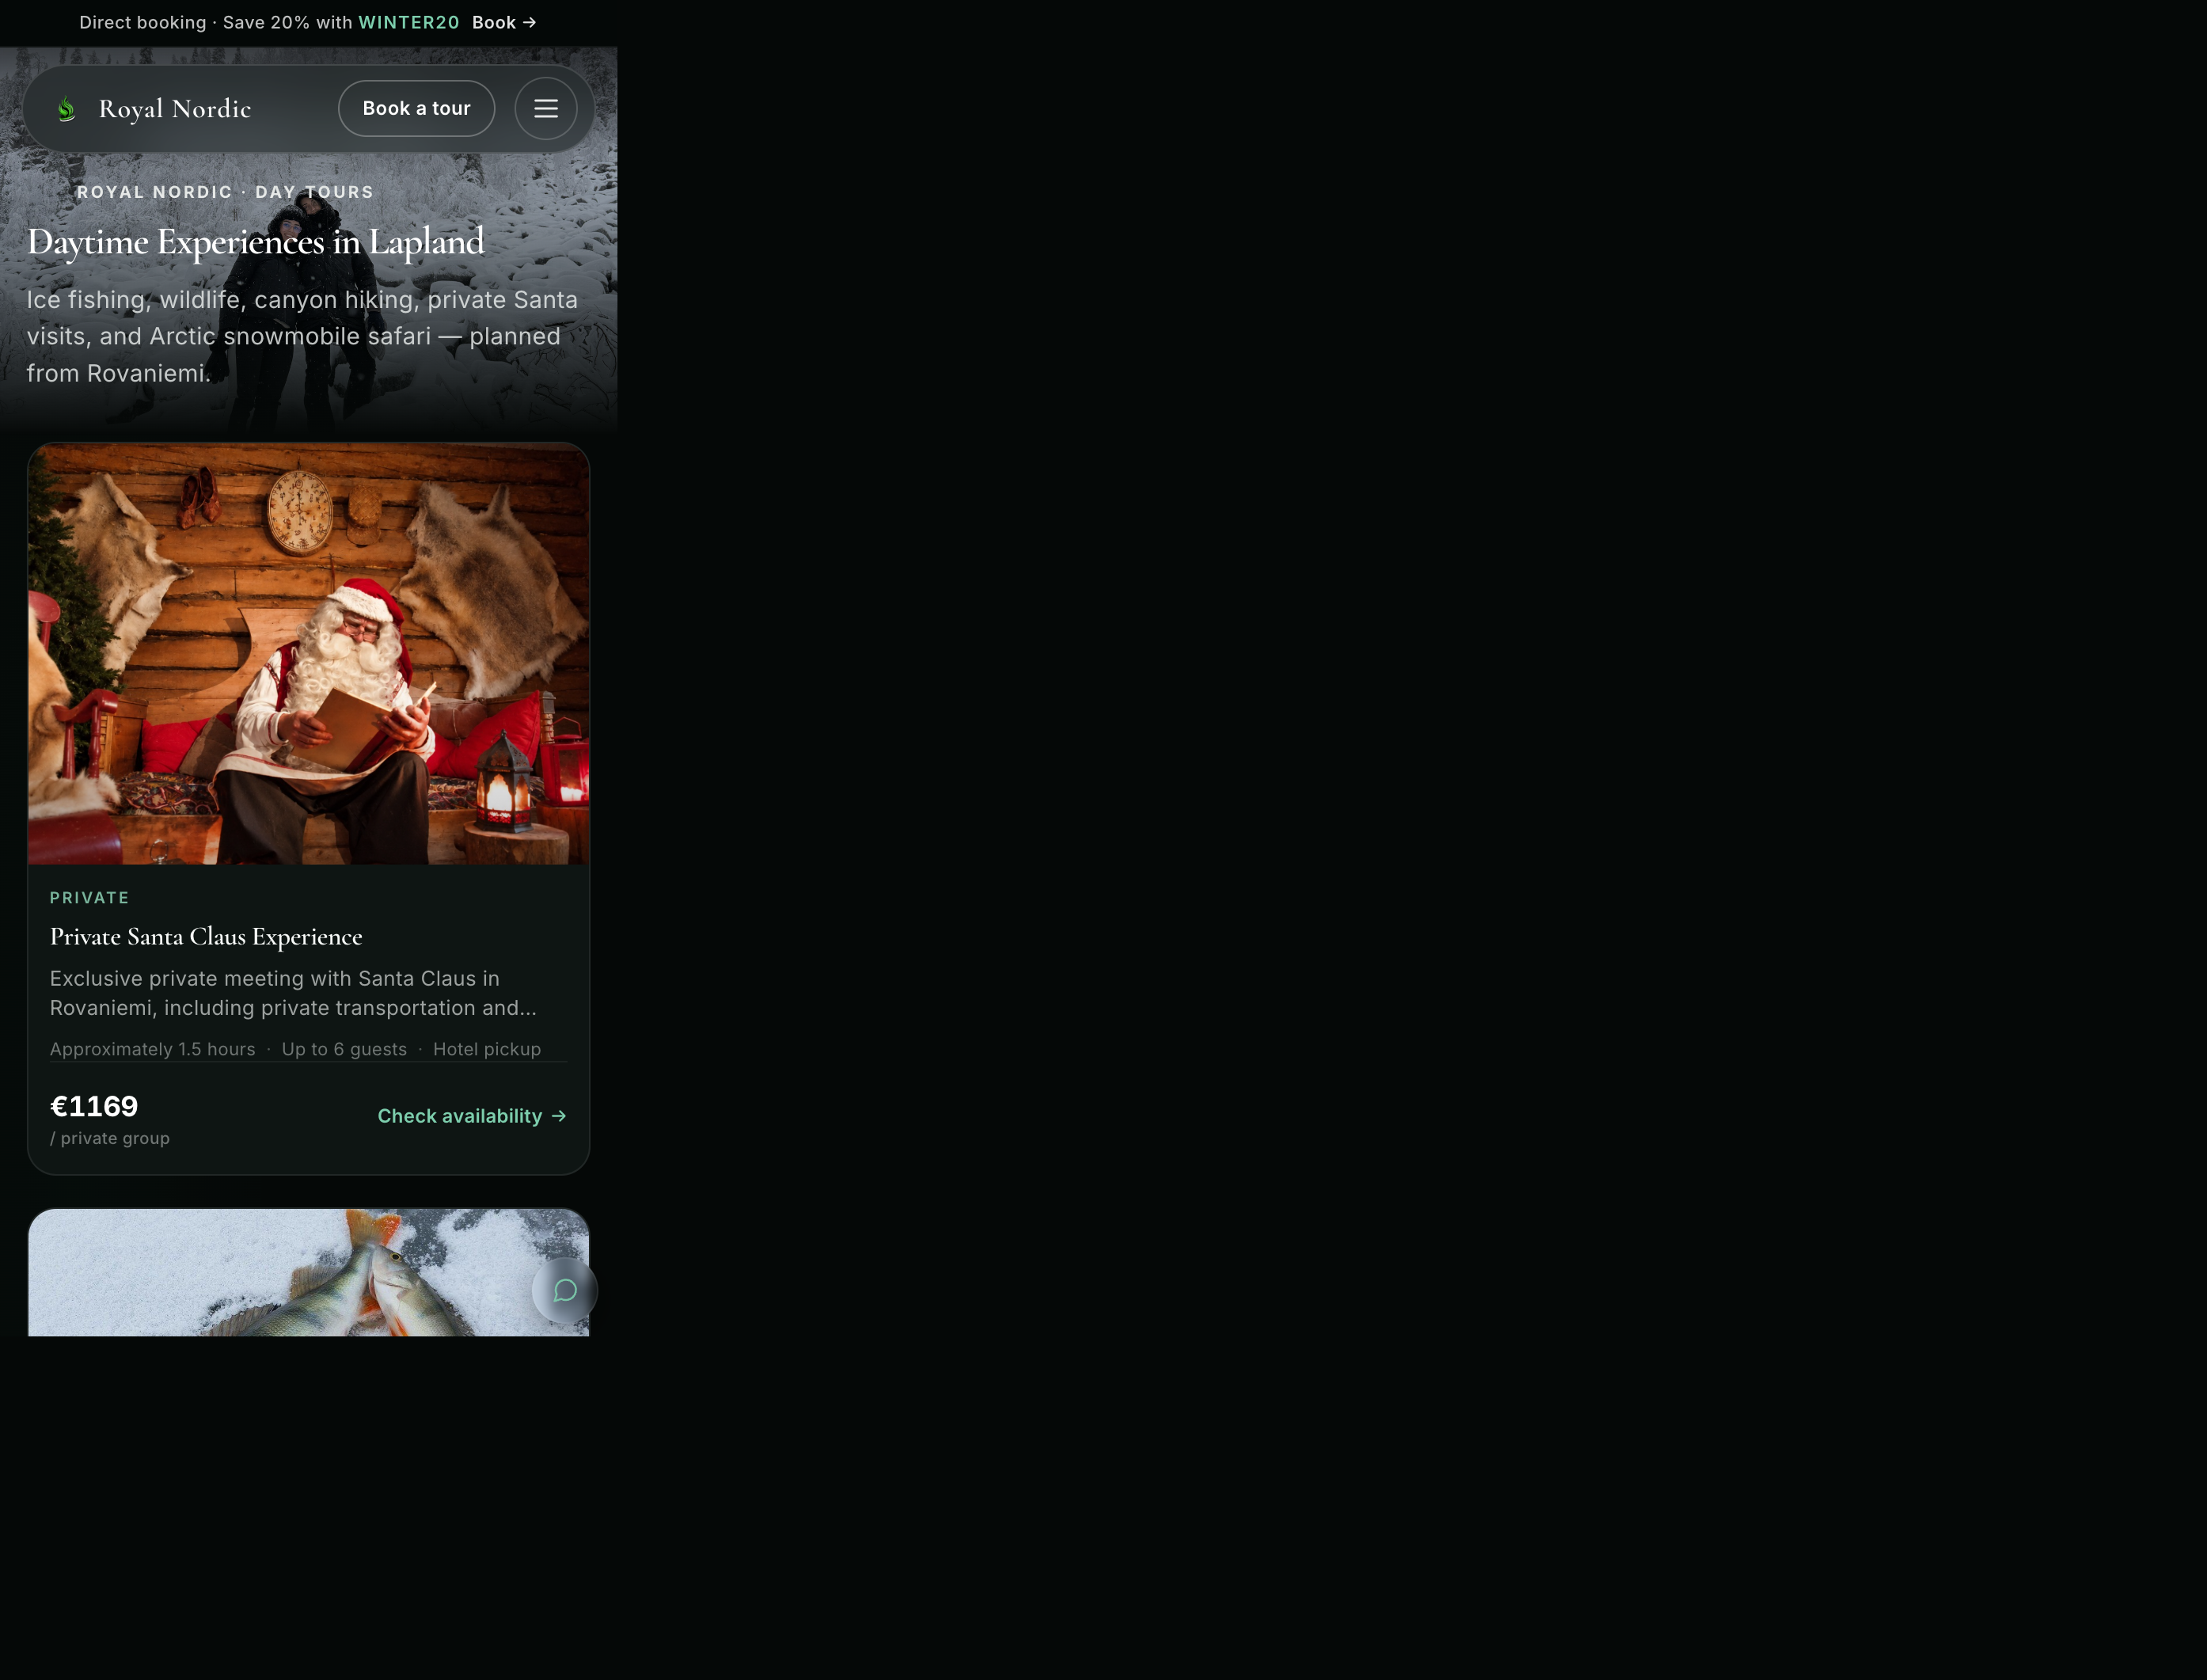 Direct booking · Save 20% with WINTER20 Book →
Royal Nordic
Book a tour
ROYAL NORDIC · DAY TOURS
Daytime Experiences in Lapland
Ice fishing, wildlife, canyon hiking, private Santa
visits, and Arctic snowmobile safari — planned
from Rovaniemi.
PRIVATE
Private Santa Claus Experience
Exclusive private meeting with Santa Claus in
Rovaniemi, including private transportation and...
Approximately 1.5 hours · Up to 6 guests · Hotel pickup
€1169
/ private group
Check availability →